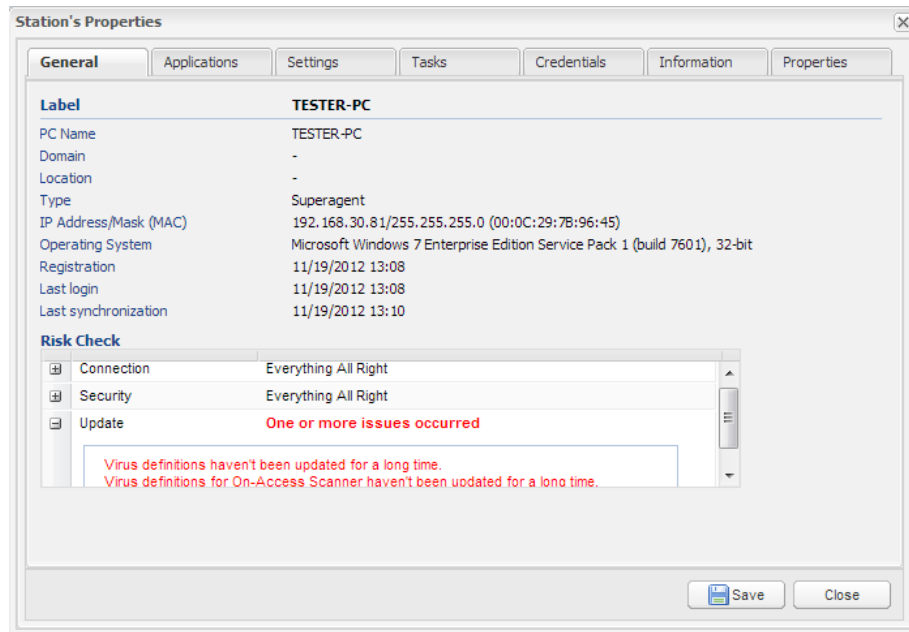 Station's Properties
General Applications Settings Tasks Credentials Information Properties
Label TESTER-PC
PC Name TESTER-PC
Domain -
Location -
Type Superagent
IP Address/Mask (MAC) 192.168.30.81/255.255.255.0 (00:0C:29:7B:96:45)
Operating System Microsoft Windows 7 Enterprise Edition Service Pack 1 (build 7601), 32-bit
Registration 11/19/2012 13:08
Last login 11/19/2012 13:08
Last synchronization 11/19/2012 13:10
Risk Check
Connection Everything All Right
Security Everything All Right
Update One or more issues occurred
Virus definitions haven't been updated for a long time.
Virus definitions for On-Access Scanner haven't been updated for a long time.
Save Close